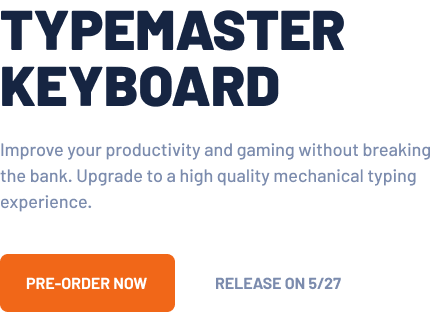 TYPEMASTER
KEYBOARD
Improve your productivity and gaming without breaking
the bank. Upgrade to a high quality mechanical typing
experience.
PRE-ORDER NOW
RELEASE ON 5/27